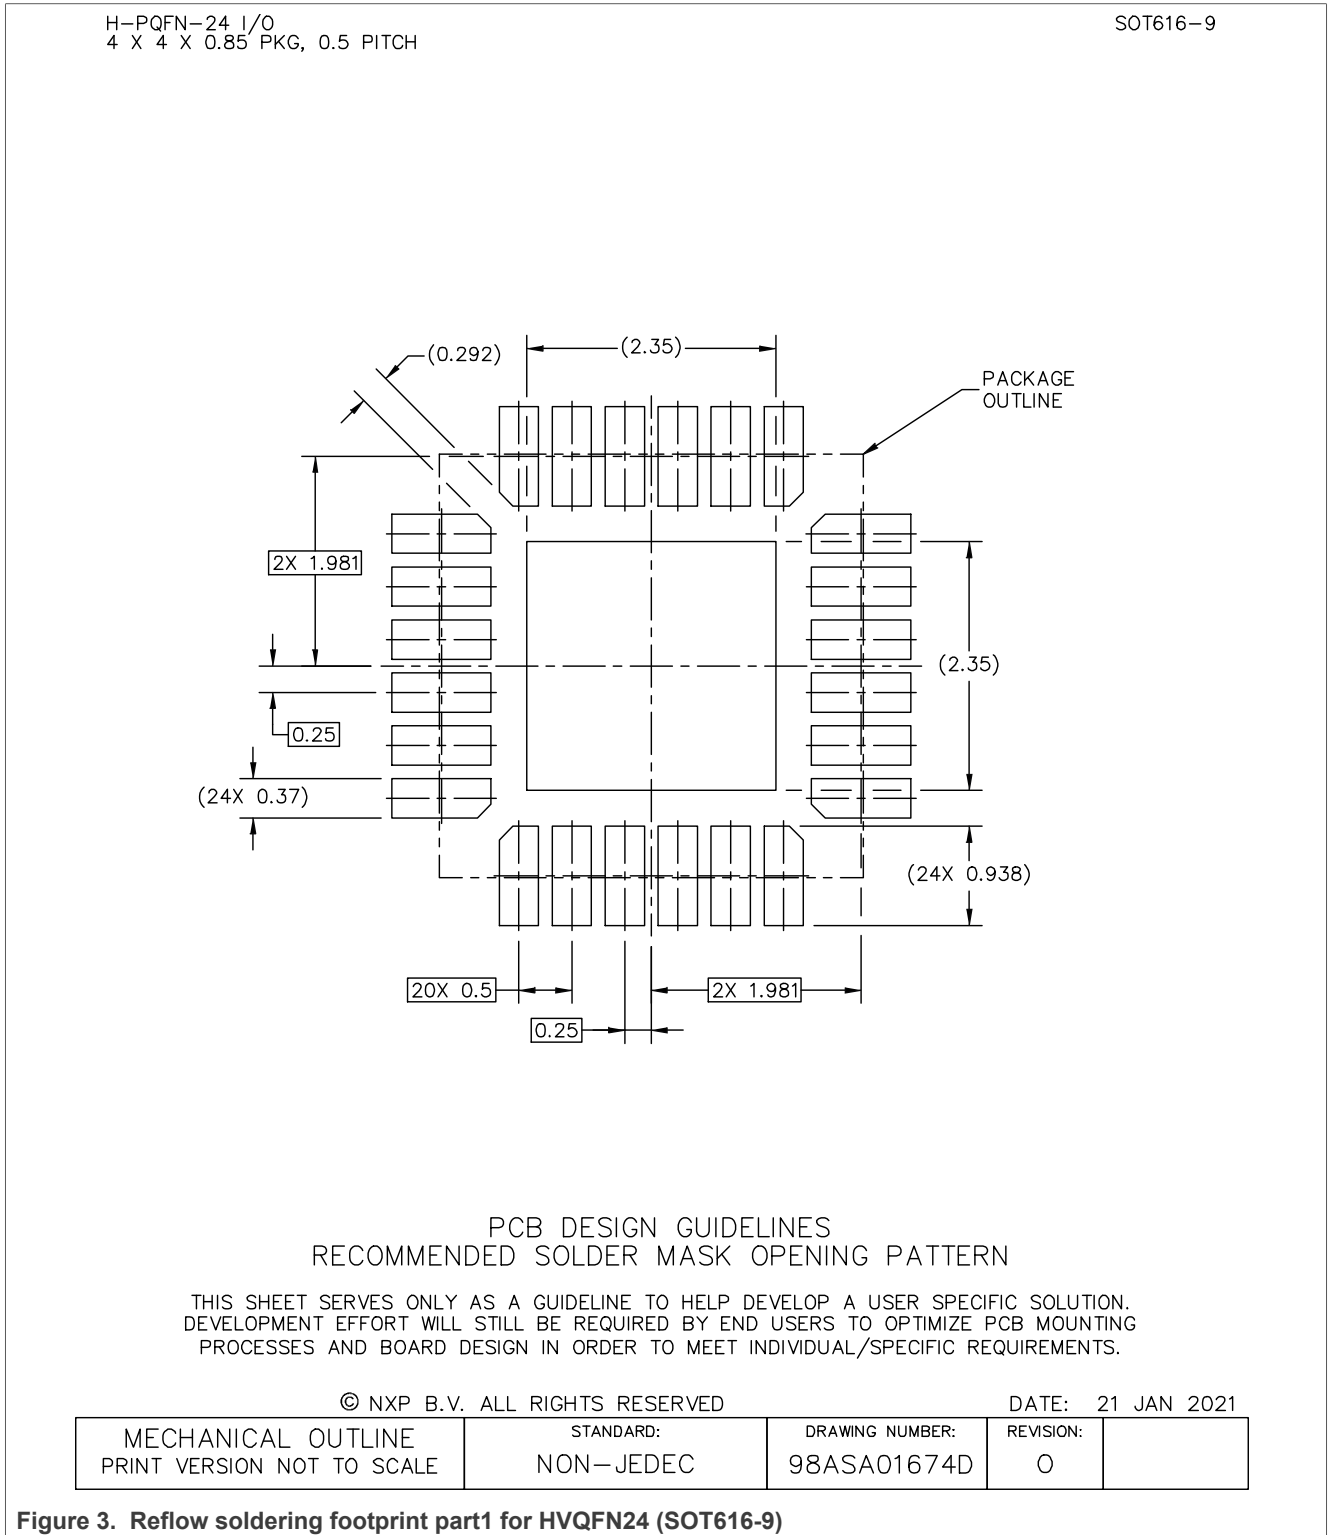 H-PQFN-24 I/O
4 X 4 X 0.85 PKG, 0.5 PITCH
SOT616-9
(0.292)
(2.35)
PACKAGE
OUTLINE
2X 1.981
(2.35)
0.25
(24X 0.37)
(24X 0.938)
20X 0.5
2X 1.981
0.25
PCB DESIGN GUIDELINES
RECOMMENDED SOLDER MASK OPENING PATTERN
THIS SHEET SERVES ONLY AS A GUIDELINE TO HELP DEVELOP A USER SPECIFIC SOLUTION.
DEVELOPMENT EFFORT WILL STILL BE REQUIRED BY END USERS TO OPTIMIZE PCB MOUNTING
PROCESSES AND BOARD DESIGN IN ORDER TO MEET INDIVIDUAL/SPECIFIC REQUIREMENTS.
© NXP B.V. ALL RIGHTS RESERVED
DATE: 21 JAN 2021
MECHANICAL OUTLINE
PRINT VERSION NOT TO SCALE
STANDARD:
NON-JEDEC
DRAWING NUMBER:
98ASA01674D
REVISION:
O
Figure 3. Reflow soldering footprint part1 for HVQFN24 (SOT616-9)